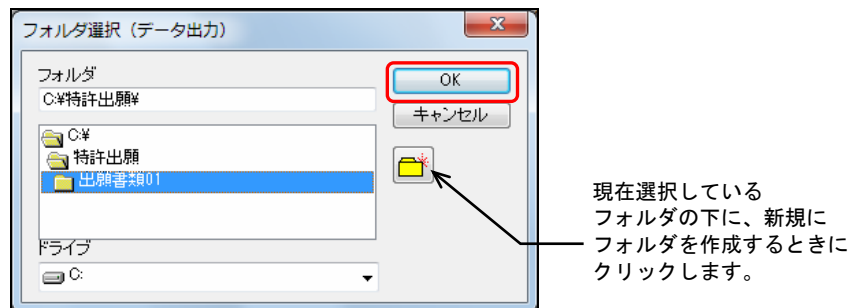 フォルダ選択（データ出力）
フォルダ
C:¥特許出願¥
OK
キャンセル
C:¥
特許出願
出願書類01
ドライブ
C:
現在選択している
フォルダの下に、新規に
フォルダを作成するときに
クリックします。